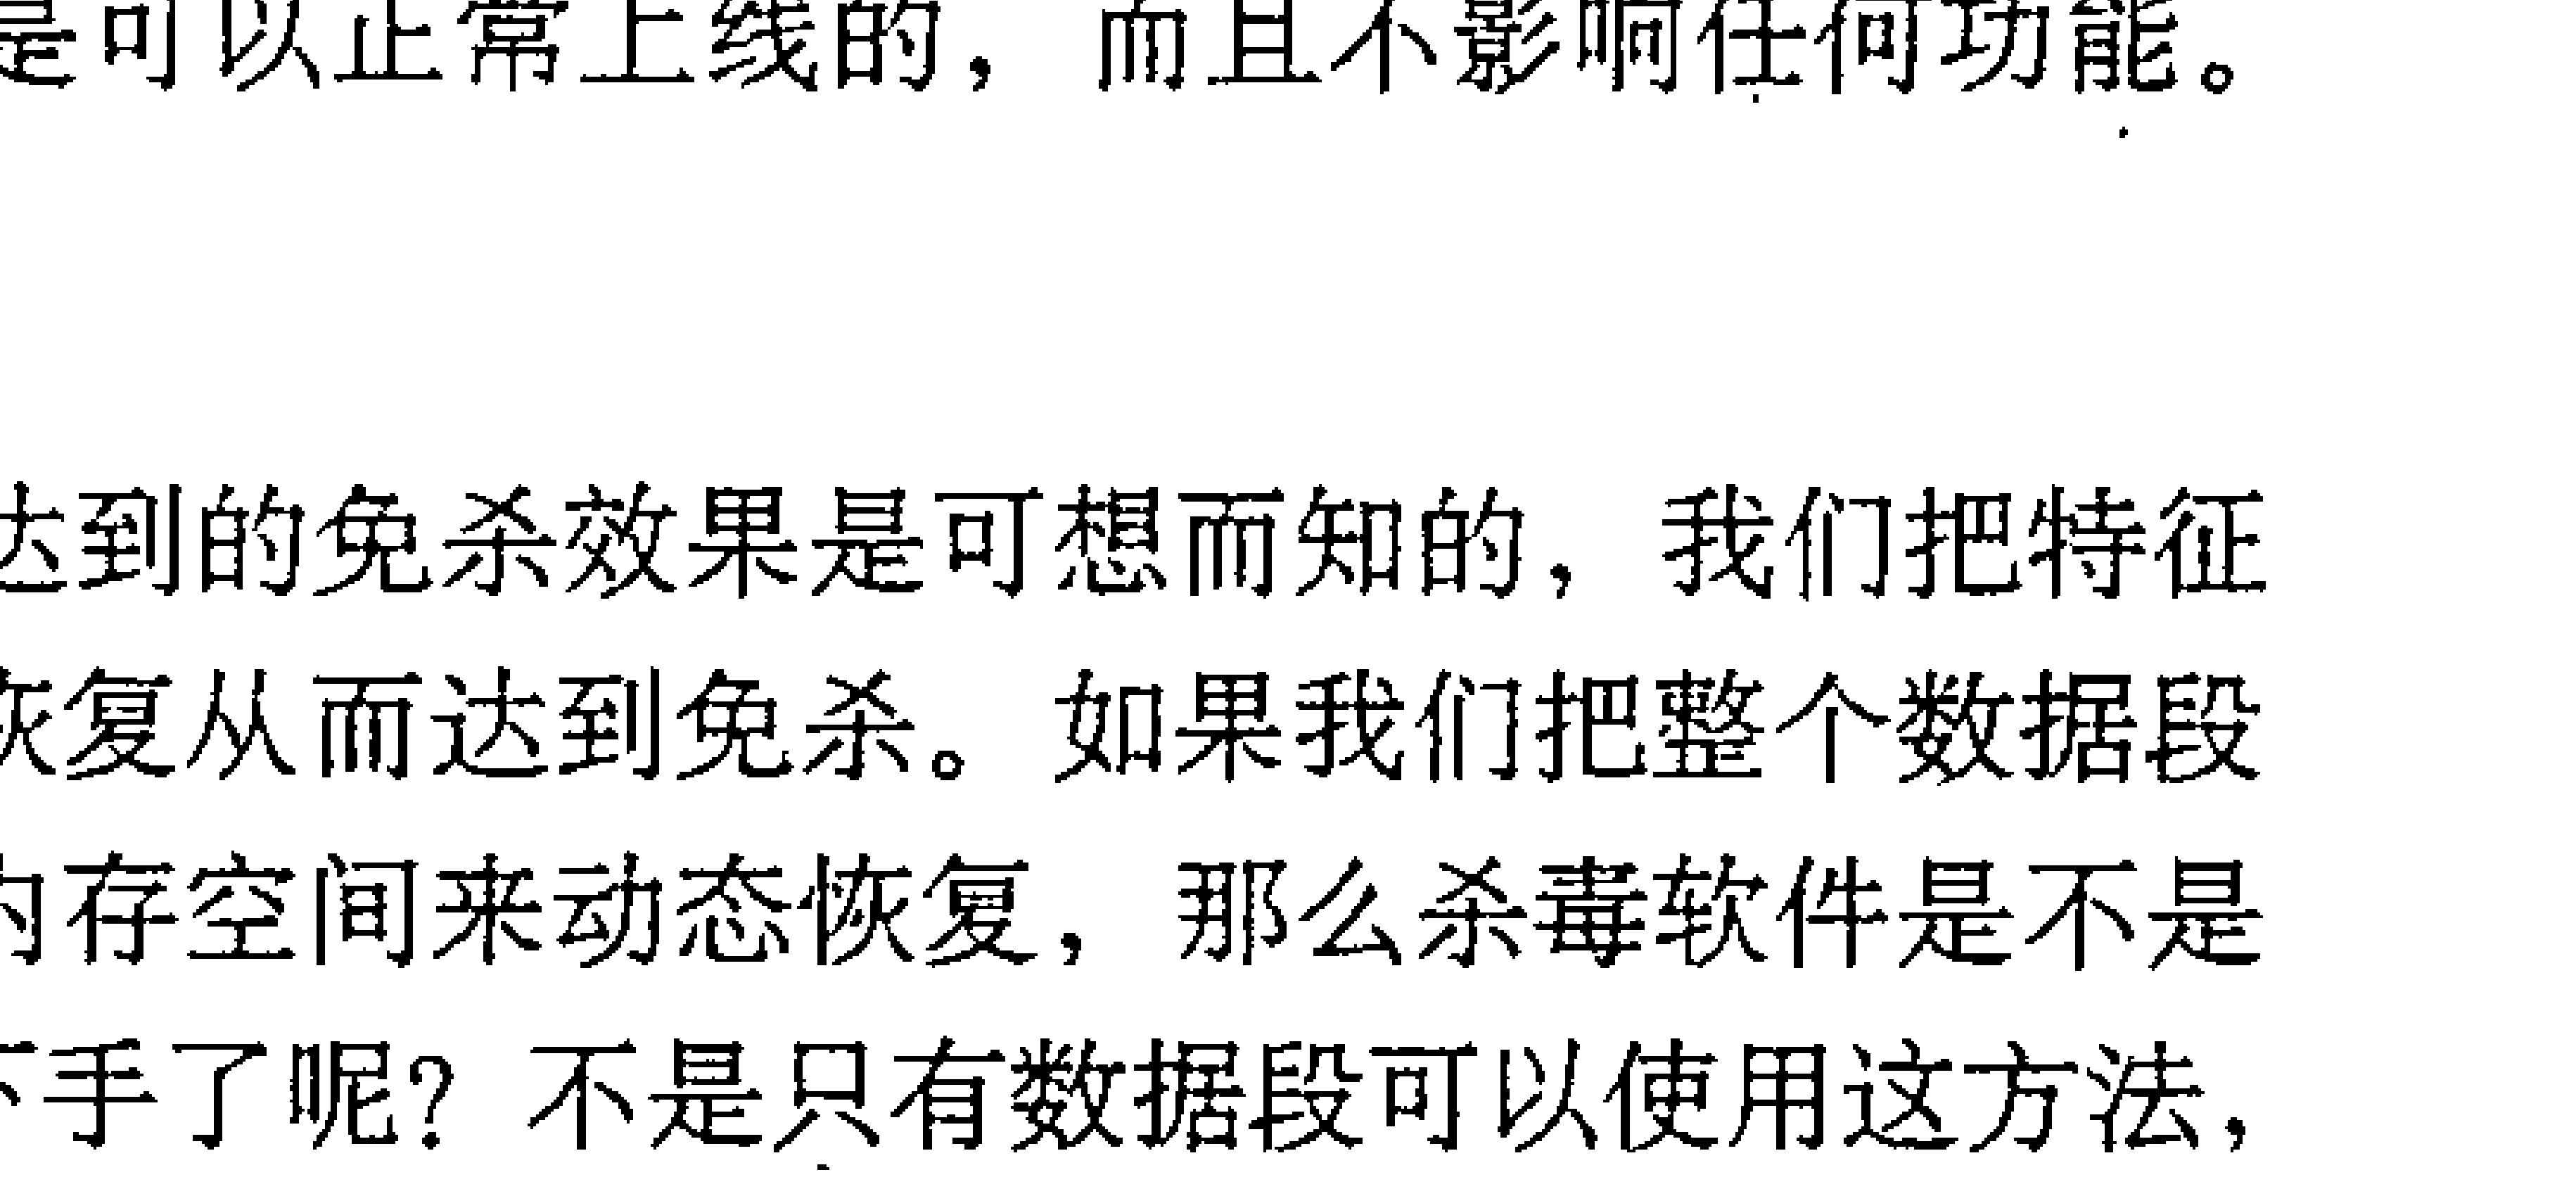 是可以正常上线的，而且不影响任何功能。
达到的免杀效果是可想而知的，我们把特征
恢复从而达到免杀。如果我们把整个数据段
内存空间来动态恢复，那么杀毒软件是不是
下手了呢？不是只有数据段可以使用这方法，